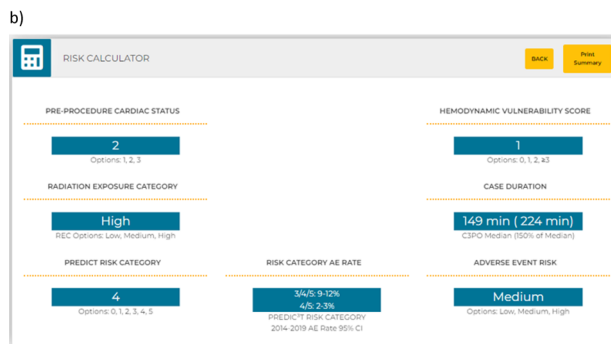 b)
RISK CALCULATOR
BACK
Print
Summary
PRE-PROCEDURE CARDIAC STATUS
2
Options: 1, 2, 3
HEMODYNAMIC VULNERABILITY SCORE
1
Options: 0, 1, 2, ≥3
RADIATION EXPOSURE CATEGORY
High
REC Options: Low, Medium, High
CASE DURATION
149 min ( 224 min)
C3PO Median (150% of Median)
PREDICT RISK CATEGORY
4
Options: 0, 1, 2, 3, 4, 5
RISK CATEGORY AE RATE
3/4/5: 9-12%
4/5: 2-3%
PREDIC³T RISK CATEGORY
2014-2019 AE Rate 95% CI
ADVERSE EVENT RISK
Medium
Options: Low, Medium, High